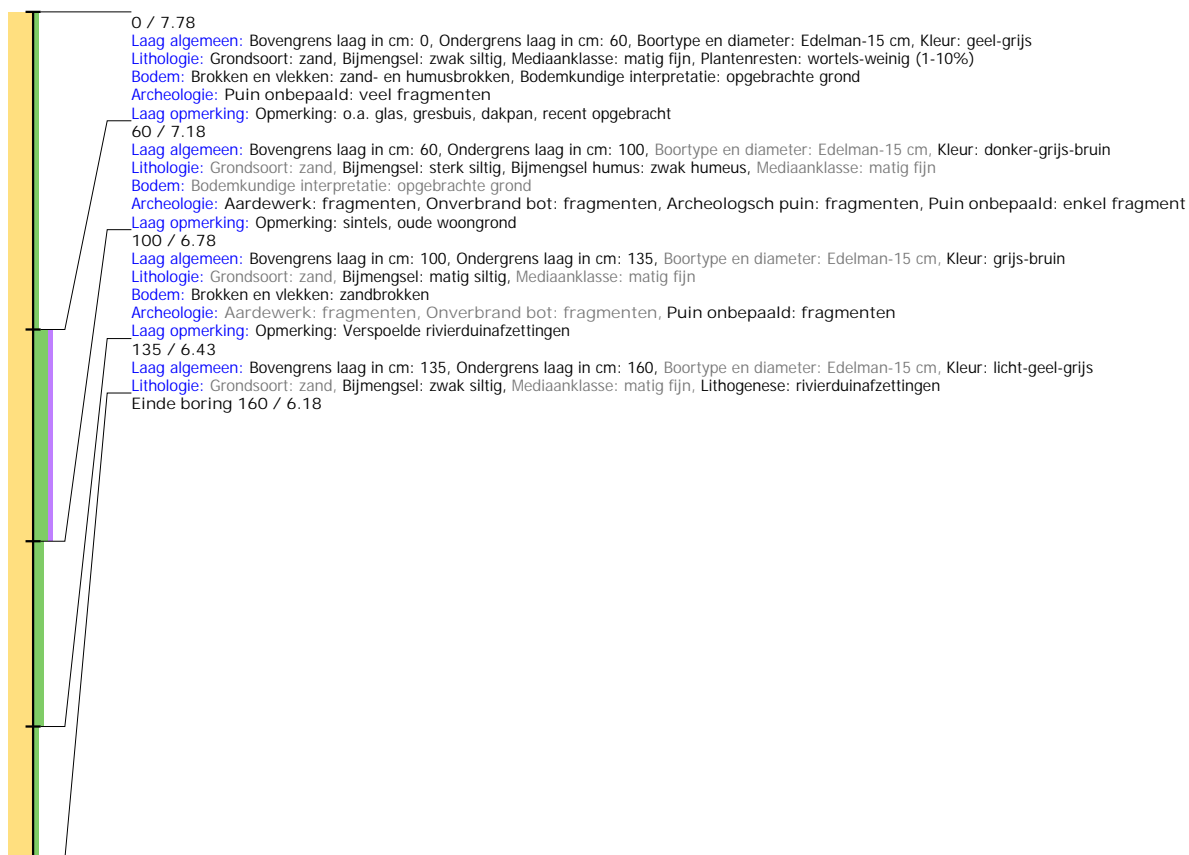 0 / 7.78
Laag algemeen: Bovengrens laag in cm: 0, Ondergrens laag in cm: 60, Boortype en diameter: Edelman-15 cm, Kleur: geel-grijs
Lithologie: Grondsoort: zand, Bijmengsel: zwak siltig, Mediaanklasse: matig fijn, Plantenresten: wortels-weinig (1-10%)
Bodem: Brokken en vlekken: zand- en humusbrokken, Bodemkundige interpretatie: opgebrachte grond
Archeologie: Puin onbepaald: veel fragmenten
Laag opmerking: Opmerking: o.a. glas, gresbuis, dakpan, recent opgebracht
60 / 7.18
Laag algemeen: Bovengrens laag in cm: 60, Ondergrens laag in cm: 100, Boortype en diameter: Edelman-15 cm, Kleur: donker-grijs-bruin
Lithologie: Grondsoort: zand, Bijmengsel: sterk siltig, Bijmengsel humus: zwak humeus, Mediaanklasse: matig fijn
Bodem: Bodemkundige interpretatie: opgebrachte grond
Archeologie: Aardewerk: fragmenten, Onverbrand bot: fragmenten, Archeologsch puin: fragmenten, Puin onbepaald: enkel fragment
Laag opmerking: Opmerking: sintels, oude woongrond
100 / 6.78
Laag algemeen: Bovengrens laag in cm: 100, Ondergrens laag in cm: 135, Boortype en diameter: Edelman-15 cm, Kleur: grijs-bruin
Lithologie: Grondsoort: zand, Bijmengsel: matig siltig, Mediaanklasse: matig fijn
Bodem: Brokken en vlekken: zandbrokken
Archeologie: Aardewerk: fragmenten, Onverbrand bot: fragmenten, Puin onbepaald: fragmenten
Laag opmerking: Opmerking: Verspoelde rivierduinafzettingen
135 / 6.43
Laag algemeen: Bovengrens laag in cm: 135, Ondergrens laag in cm: 160, Boortype en diameter: Edelman-15 cm, Kleur: licht-geel-grijs
Lithologie: Grondsoort: zand, Bijmengsel: zwak siltig, Mediaanklasse: matig fijn, Lithogenese: rivierduinafzettingen
Einde boring 160 / 6.18